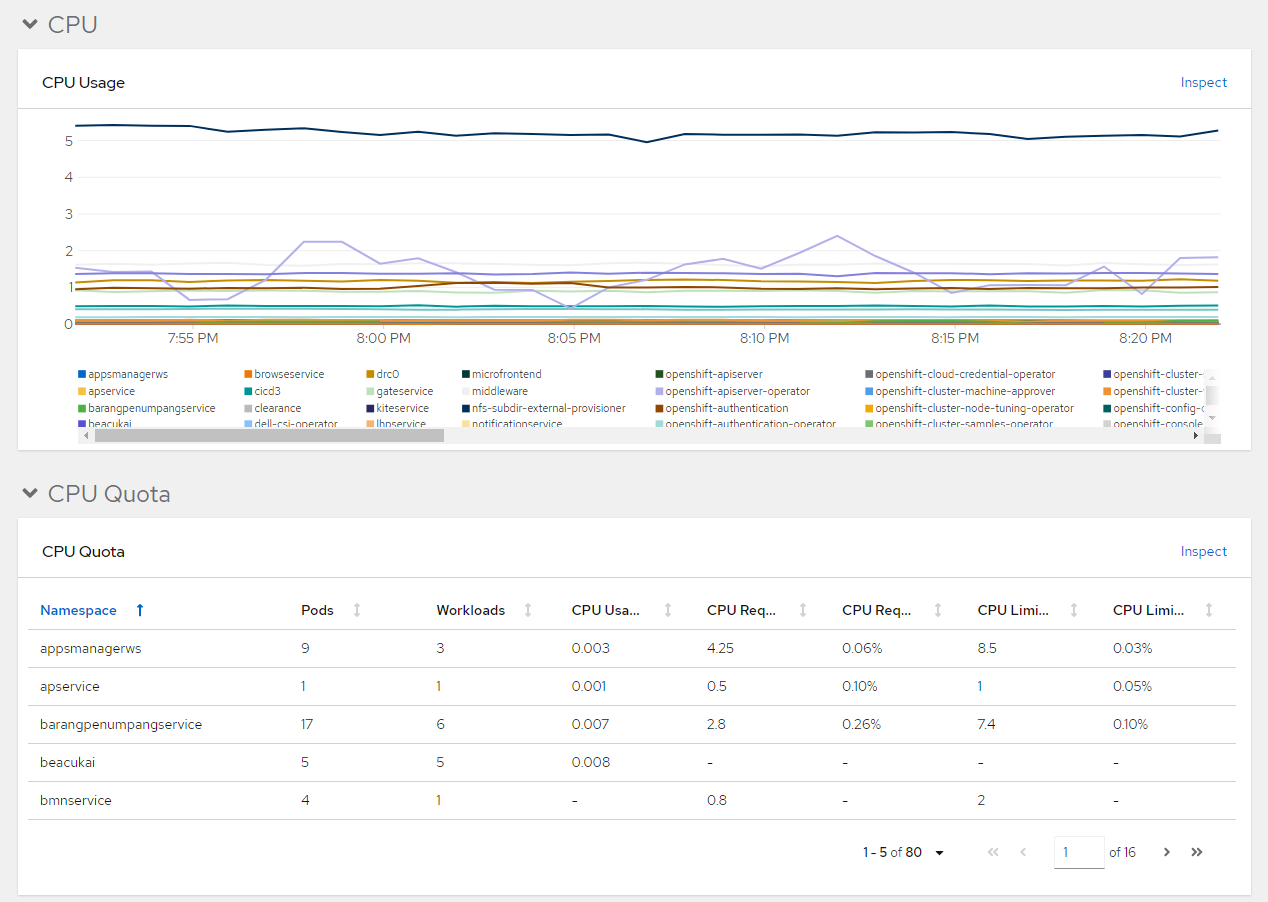 CPU
CPU Usage Inspect
5
4
3
2
1
0
7:55 PM 8:00 PM 8:05 PM 8:10 PM 8:15 PM 8:20 PM
appsmanagerws browseservice drc0 microfrontend openshift-apiserver openshift-cloud-credential-operator openshift-cluster-
apservice cicd3 gateservice middleware openshift-apiserver-operator openshift-cluster-machine-approver openshift-cluster-
barangpenumpangservice clearance kiteservice nfs-subdir-external-provisioner openshift-authentication openshift-cluster-node-tuning-operator openshift-config-
beacukai dell-csi-operator lhpservice notificationservice openshift-authentication-operator openshift-cluster-samples-operator openshift-console
CPU Quota
CPU Quota Inspect
Namespace Pods Workloads CPU Usa... CPU Req... CPU Req... CPU Limi... CPU Limi...
appsmanagerws 9 3 0.003 4.25 0.06% 8.5 0.03%
apservice 1 1 0.001 0.5 0.10% 1 0.05%
barangpenumpangservice 17 6 0.007 2.8 0.26% 7.4 0.10%
beacukai 5 5 0.008 - - - -
bmnservice 4 1 - 0.8 - 2 -
1 - 5 of 80 1 of 16